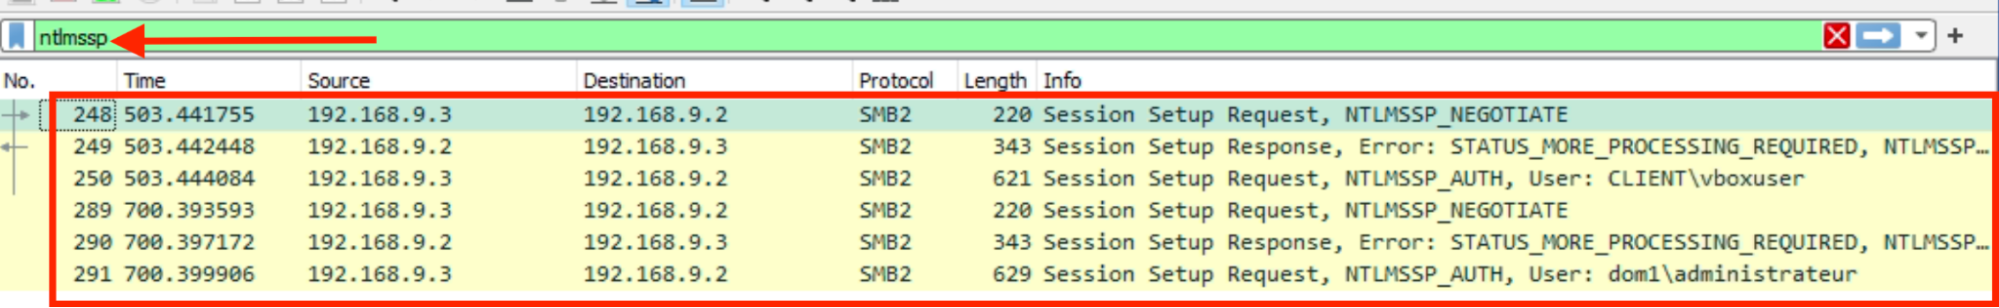 ntlmssp
No. Time Source Destination Protocol Length Info
248 503.441755 192.168.9.3 192.168.9.2 SMB2 220 Session Setup Request, NTLMSSP_NEGOTIATE
249 503.442448 192.168.9.2 192.168.9.3 SMB2 343 Session Setup Response, Error: STATUS_MORE_PROCESSING_REQUIRED, NTLMSSP…
250 503.444084 192.168.9.3 192.168.9.2 SMB2 621 Session Setup Request, NTLMSSP_AUTH, User: CLIENT\vboxuser
289 700.393593 192.168.9.3 192.168.9.2 SMB2 220 Session Setup Request, NTLMSSP_NEGOTIATE
290 700.397172 192.168.9.2 192.168.9.3 SMB2 343 Session Setup Response, Error: STATUS_MORE_PROCESSING_REQUIRED, NTLMSSP…
291 700.399906 192.168.9.3 192.168.9.2 SMB2 629 Session Setup Request, NTLMSSP_AUTH, User: dom1\administrateur